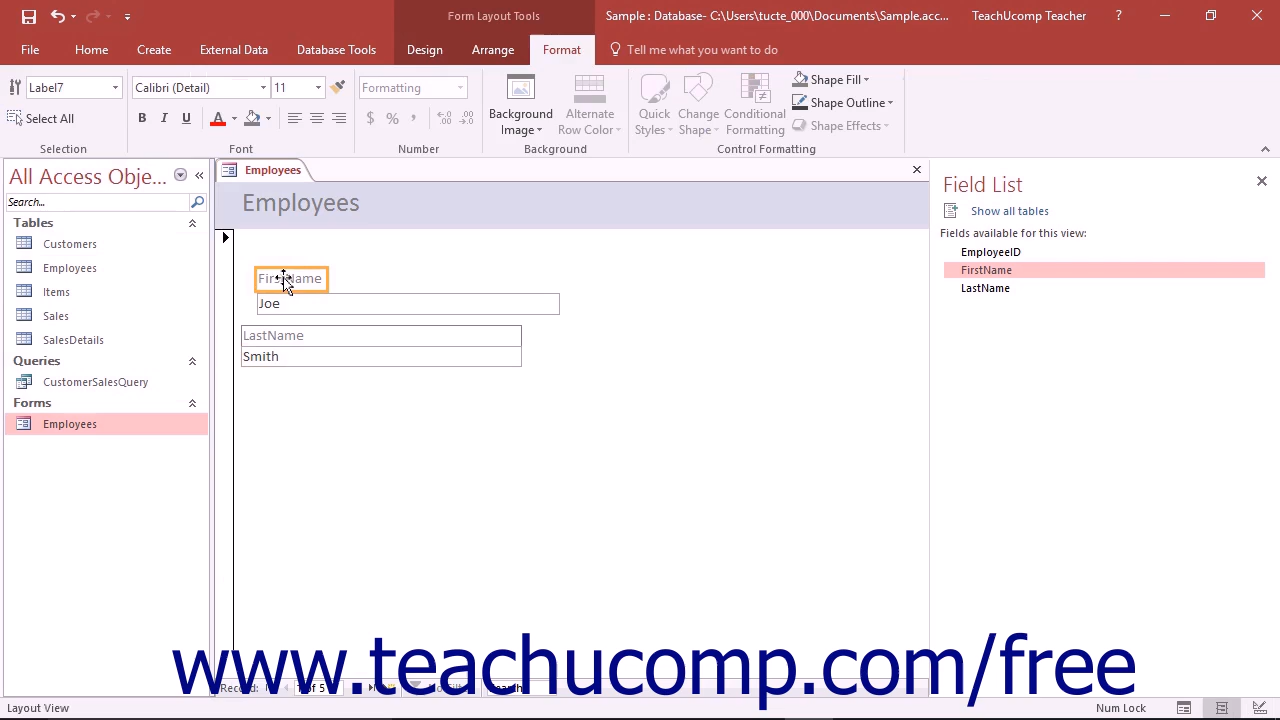 Form Layout Tools
Sample : Database- C:\Users\tucte_000\Documents\Sample.acc...
TeachUcomp Teacher
?
File
Home
Create
External Data
Database Tools
Design
Arrange
Format
Tell me what you want to do
Label7
Calibri (Detail)
11
Formatting
Shape Fill
Select All
B I U A
$ % ,
Background
Image
Alternate
Row Color
Quick
Styles
Change
Shape
Conditional
Formatting
Shape Outline
Shape Effects
Selection
Font
Number
Background
Control Formatting
All Access Obje...
Search...
Tables
Customers
Employees
Items
Sales
SalesDetails
Queries
CustomerSalesQuery
Forms
Employees
Employees
Employees
FirstName
Joe
LastName
Smith
Field List
Show all tables
Fields available for this view:
EmployeeID
FirstName
LastName
www.teachucomp.com/free
Record:
Search
Layout View
Num Lock